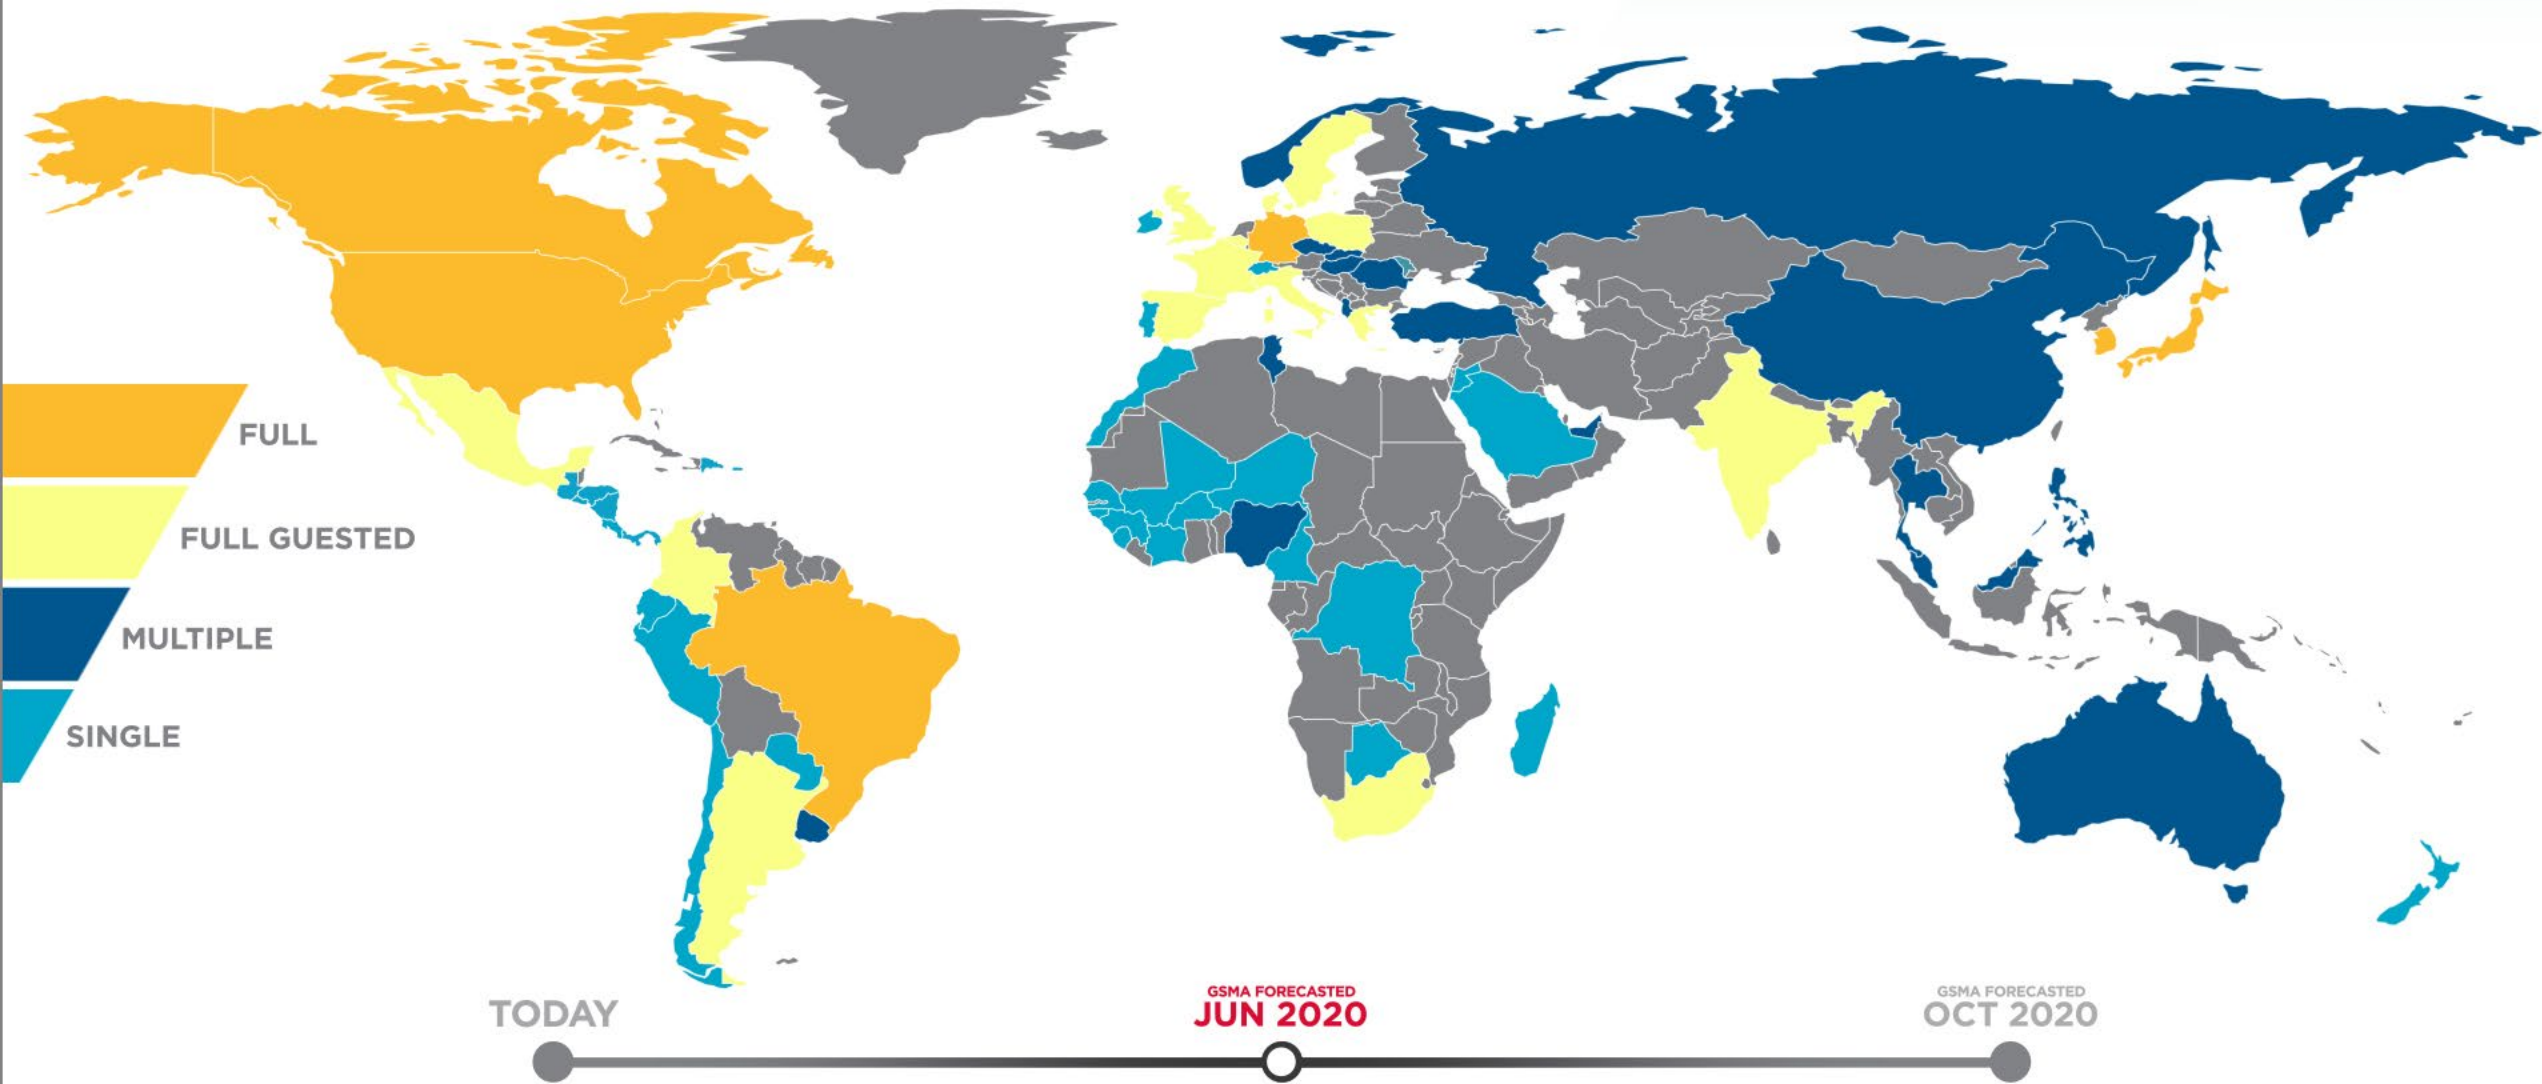 FULL
FULL GUESTED
MULTIPLE
SINGLE
TODAY
GSMA FORECASTED
JUN 2020
GSMA FORECASTED
OCT 2020